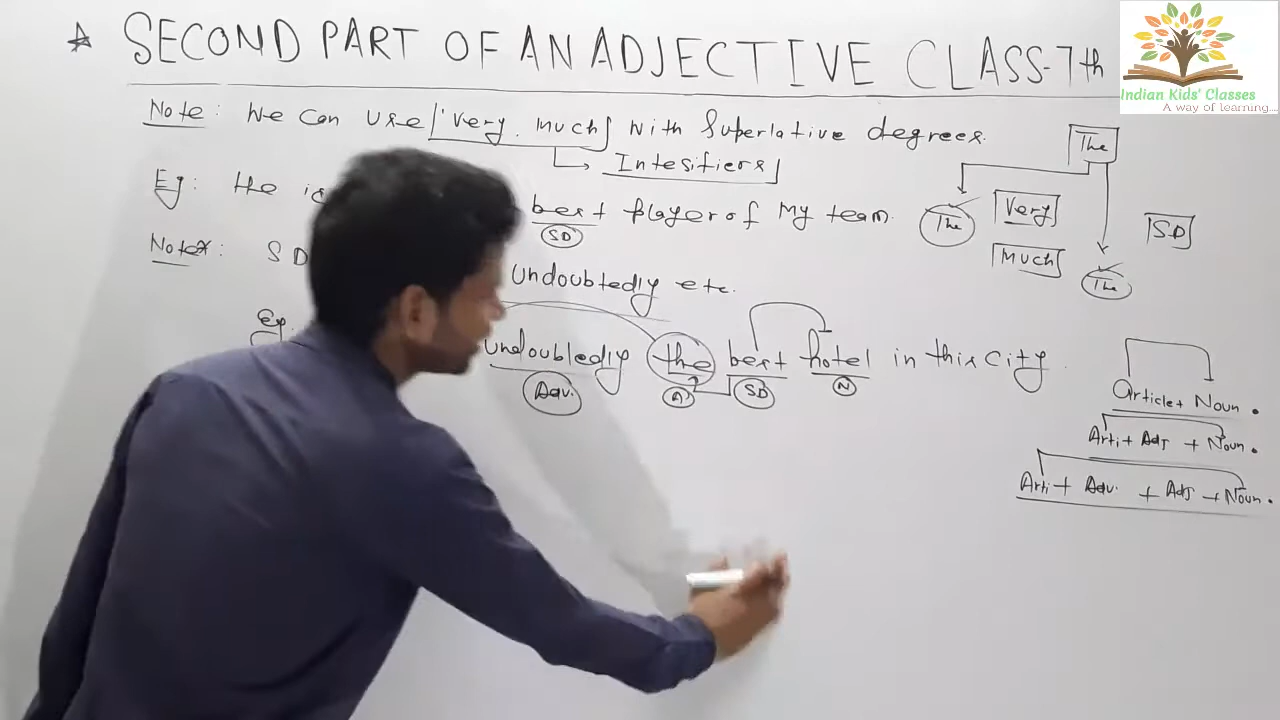 ☆ SECOND PART OF AN ADJECTIVE CLASS-7th
Indian Kids' Classes
A way of learning...
Note: We Can Use "Very, Much" with Superlative degrees.
Intesifiers
The
Eg: the is best Player of My team.
SD
The Very SD
Much The
Note*: SD Undoubtedly etc.
Eg. undoubtedly the best hotel in this City.
Adv. A SD N
Article + Noun.
Arti + Adj + Noun.
Arti + Adv. + Adj + Noun.